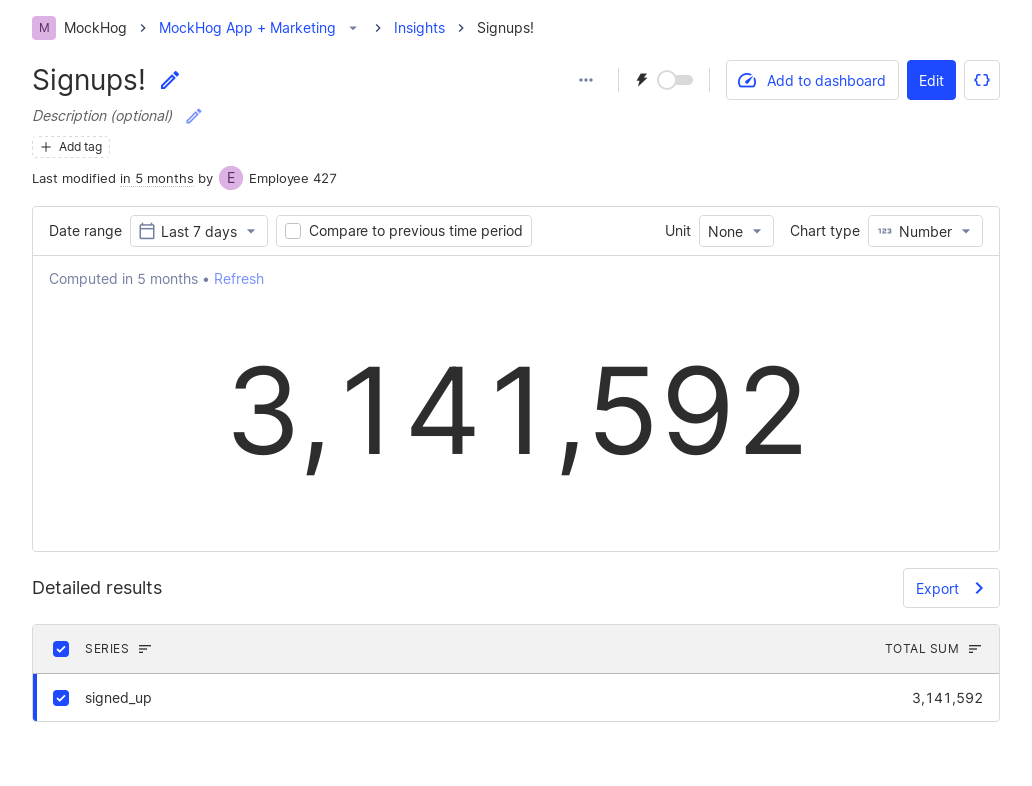 M MockHog MockHog App + Marketing Insights Signups!
Signups! Add to dashboard Edit
Description (optional)
Add tag
Last modified in 5 months by E Employee 427
Date range Last 7 days Compare to previous time period Unit None Chart type 123 Number
Computed in 5 months • Refresh
3,141,592
Detailed results Export
SERIES TOTAL SUM
signed_up 3,141,592